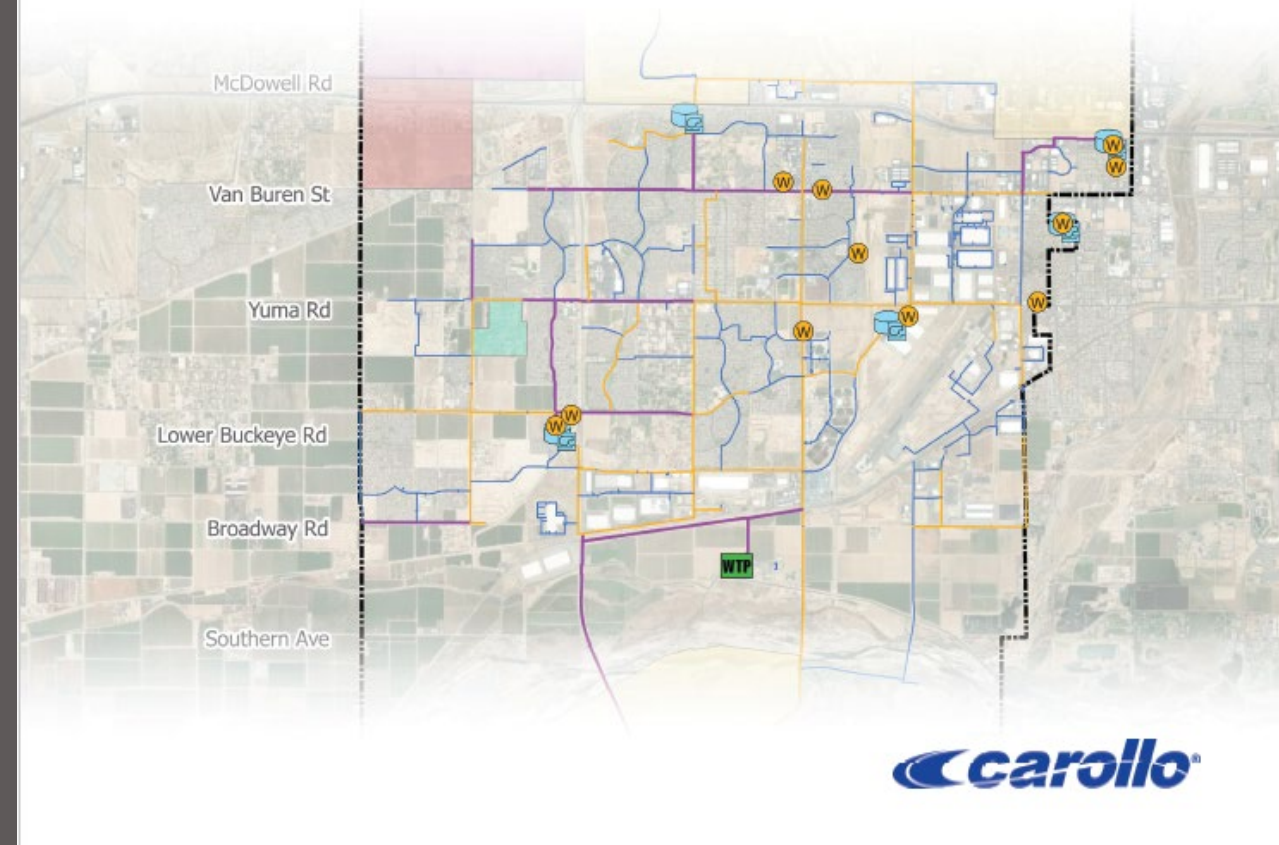 McDowell Rd
W
W
Van Buren St
W
W
W
W
Yuma Rd
W
W
W
W
Lower Buckeye Rd
W
Broadway Rd
WTP
Southern Ave
carollo®